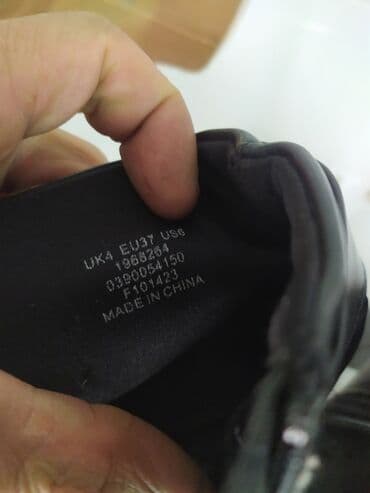 UK4 EU37 US6
1968264
0390054150
F101423
MADE IN CHINA